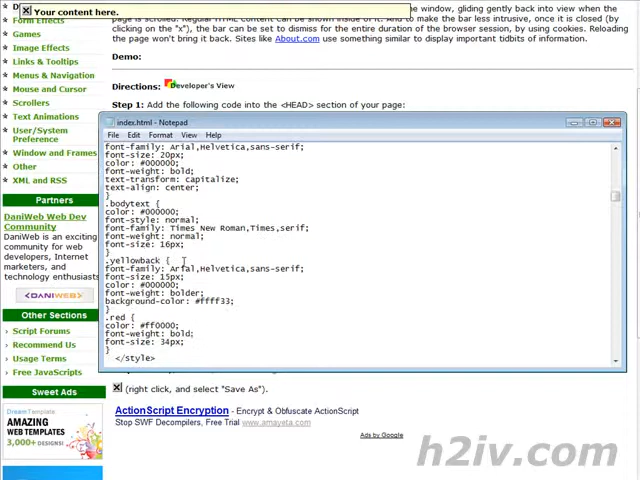 Your content here.
page is scrolled. Regular HTML content can be shown inside of it. And to make the bar less intrusive, once it is closed (by
clicking on the "x"), the bar can be set to dismiss for the entire duration of the browser session, by using cookies. Reloading
the page won't bring it back. Sites like About.com use something similar to display important tidbits of information.
Demo:
Directions: Developer's View
Step 1: Add the following code into the <HEAD> section of your page:
Form Effects
Games
Image Effects
Links & Tooltips
Menus & Navigation
Mouse and Cursor
Scrollers
Text Animations
User/System
Preference
Window and Frames
Other
XML and RSS
Partners
DaniWeb Web Dev
Community
DaniWeb is an exciting
community for web
developers, Internet
marketers, and
technology enthusiasts
DANIWEB
Other Sections
Script Forums
Recommend Us
Usage Terms
Free JavaScripts
Sweet Ads
Dream Template
AMAZING
WEB TEMPLATES
3,000+ DESIGNS!
index.html - Notepad
File Edit Format View Help
font-family: Arial,Helvetica,sans-serif;
font-size: 20px;
color: #000000;
font-weight: bold;
text-transform: capitalize;
text-align: center;
}
.bodytext {
color: #000000;
font-style: normal;
font-family: Times New Roman,Times,serif;
font-weight: normal;
font-size: 16px;
}
.yellowback {
font-family: Arial,Helvetica,sans-serif;
font-size: 15px;
color: #000000;
font-weight: bolder;
background-color: #ffff33;
}
.red {
color: #ff0000;
font-weight: bold;
font-size: 34px;
}
</style>
(right click, and select "Save As").
ActionScript Encryption - Encrypt & Obfuscate ActionScript
Stop SWF Decompilers, Free Trial www.amayeta.com
Ads by Google
h2iv.com